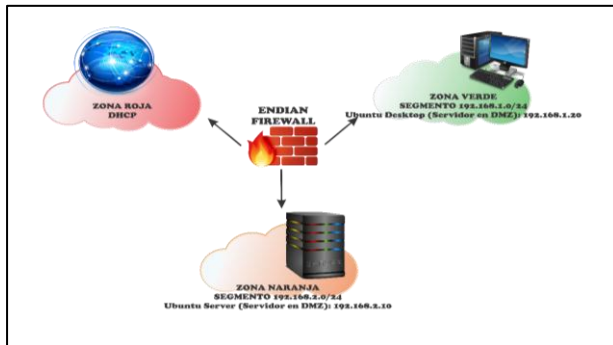 ZONA ROJA
DHCP
ENDIAN
FIREWALL
ZONA VERDE
SEGMENTO 192.168.1.0/24
Ubuntu Desktop (Servidor en DMZ): 192.168.1.20
ZONA NARANJA
SEGMENTO 192.168.2.0/24
Ubuntu Server (Servidor en DMZ): 192.168.2.10